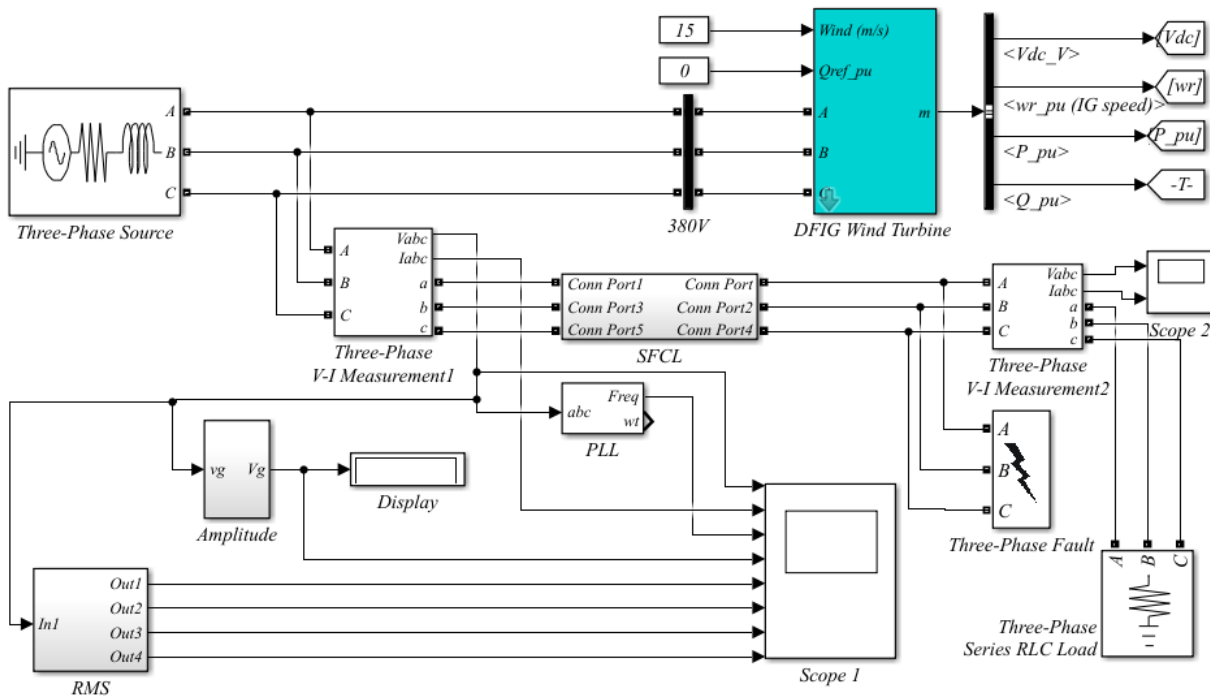 15
0
Wind (m/s)
Qref_pu
A
B
C
m
DFIG Wind Turbine
[Vdc]
<Vdc_V>
[wr]
<wr_pu (IG speed)>
[P_pu]
<P_pu>
-T-
<Q_pu>
A
B
C
Three-Phase Source
380V
A
B
C
Vabc
Iabc
a
b
c
Three-Phase
V-I Measurement1
Conn Port1
Conn Port3
Conn Port5
Conn Port
Conn Port2
Conn Port4
SFCL
A
B
C
Vabc
Iabc
a
b
c
Three-Phase
V-I Measurement2
Scope 2
abc
Freq
wt
PLL
vg
Vg
Amplitude
Display
A
B
C
Three-Phase Fault
A
B
C
Three-Phase
Series RLC Load
In1
Out1
Out2
Out3
Out4
RMS
Scope 1